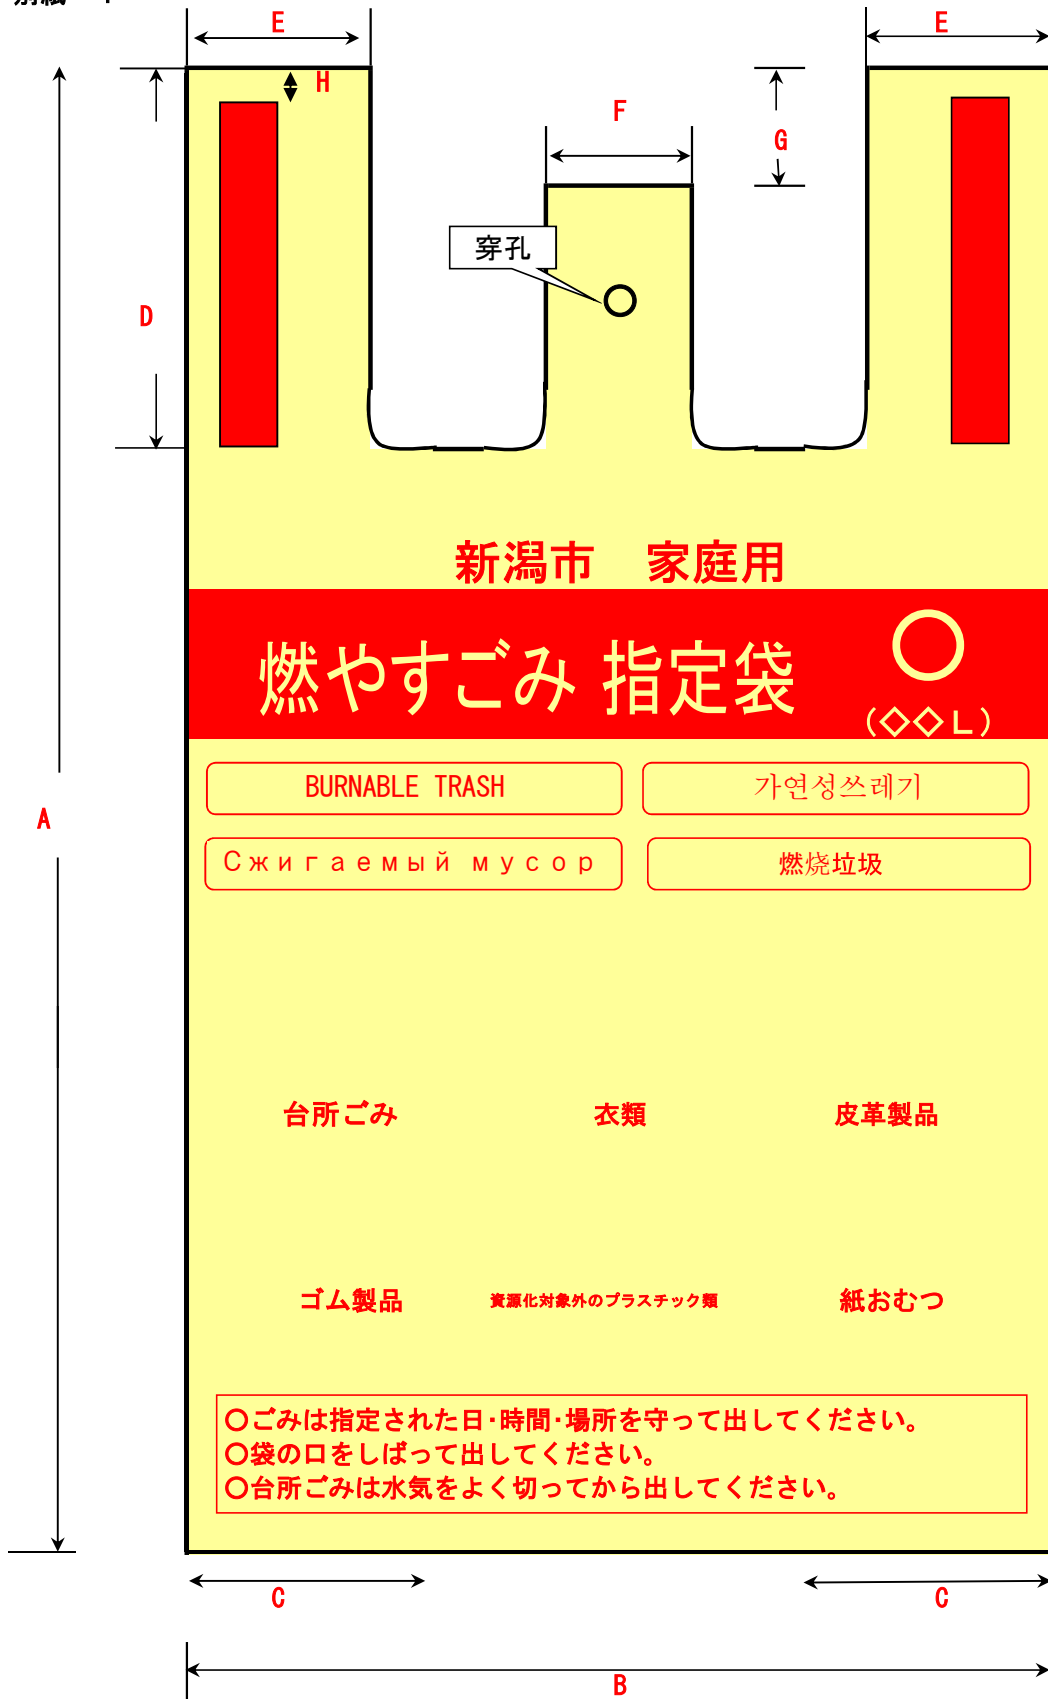 E
E
H
F
G
穿孔
D
新潟市　家庭用
燃やすごみ 指定袋
○
(◇◇L)
BURNABLE TRASH
가연성쓰레기
Сжигаемый мусор
燃烧垃圾
A
台所ごみ
衣類
皮革製品
ゴム製品
資源化対象外のプラスチック類
紙おむつ
○ごみは指定された日・時間・場所を守って出してください。
○袋の口をしばって出してください。
○台所ごみは水気をよく切ってから出してください。
C
C
B